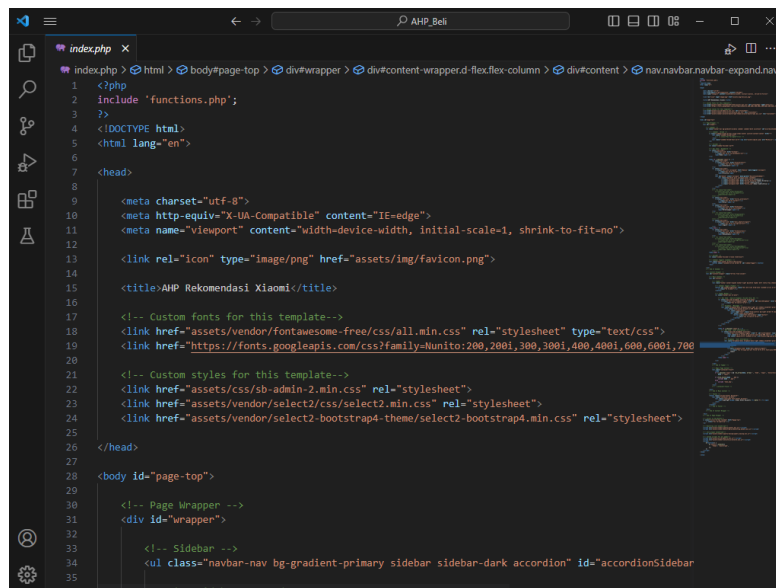 AHP_Beli
index.php
index.php > html > body#page-top > div#wrapper > div#content-wrapper.d-flex.flex-column > div#content > nav.navbar.navbar-expand.nav
1 <?php
2 include 'functions.php';
3 ?>
4 <!DOCTYPE html>
5 <html lang="en">
6
7 <head>
8
9 <meta charset="utf-8">
10 <meta http-equiv="X-UA-Compatible" content="IE=edge">
11 <meta name="viewport" content="width=device-width, initial-scale=1, shrink-to-fit=no">
12
13 <link rel="icon" type="image/png" href="assets/img/favicon.png">
14
15 <title>AHP Rekomendasi Xiaomi</title>
16
17 <!-- Custom fonts for this template-->
18 <link href="assets/vendor/fontawesome-free/css/all.min.css" rel="stylesheet" type="text/css">
19 <link href="https://fonts.googleapis.com/css?family=Nunito:200,200i,300,300i,400,400i,600,600i,700
20
21 <!-- Custom styles for this template-->
22 <link href="assets/css/sb-admin-2.min.css" rel="stylesheet">
23 <link href="assets/vendor/select2/css/select2.min.css" rel="stylesheet">
24 <link href="assets/vendor/select2-bootstrap4-theme/select2-bootstrap4.min.css" rel="stylesheet">
25
26 </head>
27
28 <body id="page-top">
29
30 <!-- Page Wrapper -->
31 <div id="wrapper">
32
33 <!-- Sidebar -->
34 <ul class="navbar-nav bg-gradient-primary sidebar sidebar-dark accordion" id="accordionSidebar
35